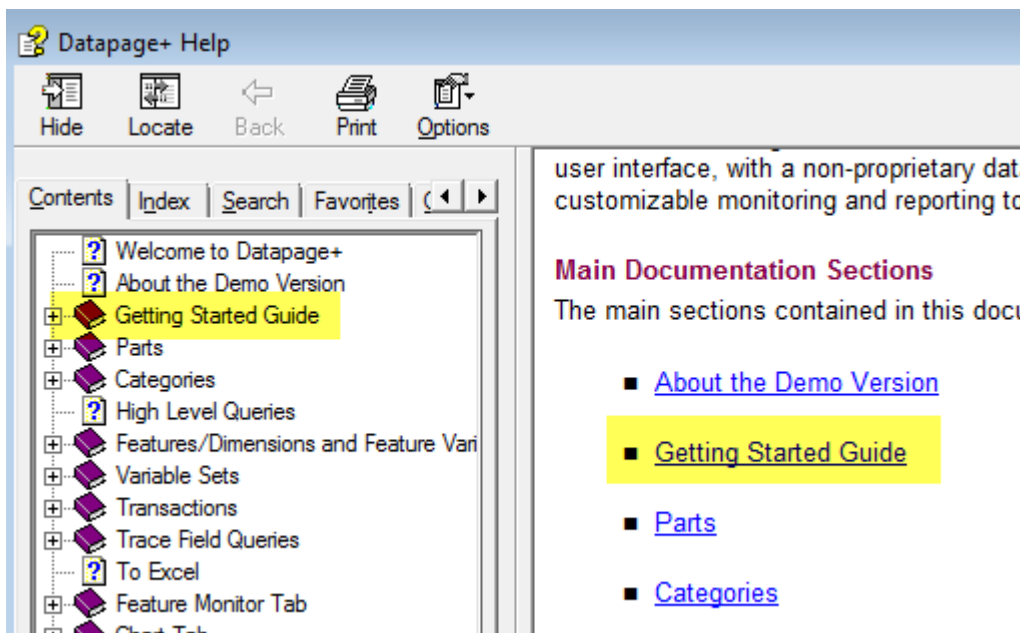 Datapage+ Help
Hide Locate Back Print Options
Contents Index Search Favorites
Welcome to Datapage+
About the Demo Version
Getting Started Guide
Parts
Categories
High Level Queries
Features/Dimensions and Feature Vari
Variable Sets
Transactions
Trace Field Queries
To Excel
Feature Monitor Tab
Chart Tab
user interface, with a non-proprietary dat
customizable monitoring and reporting to
Main Documentation Sections
The main sections contained in this docu
About the Demo Version
Getting Started Guide
Parts
Categories